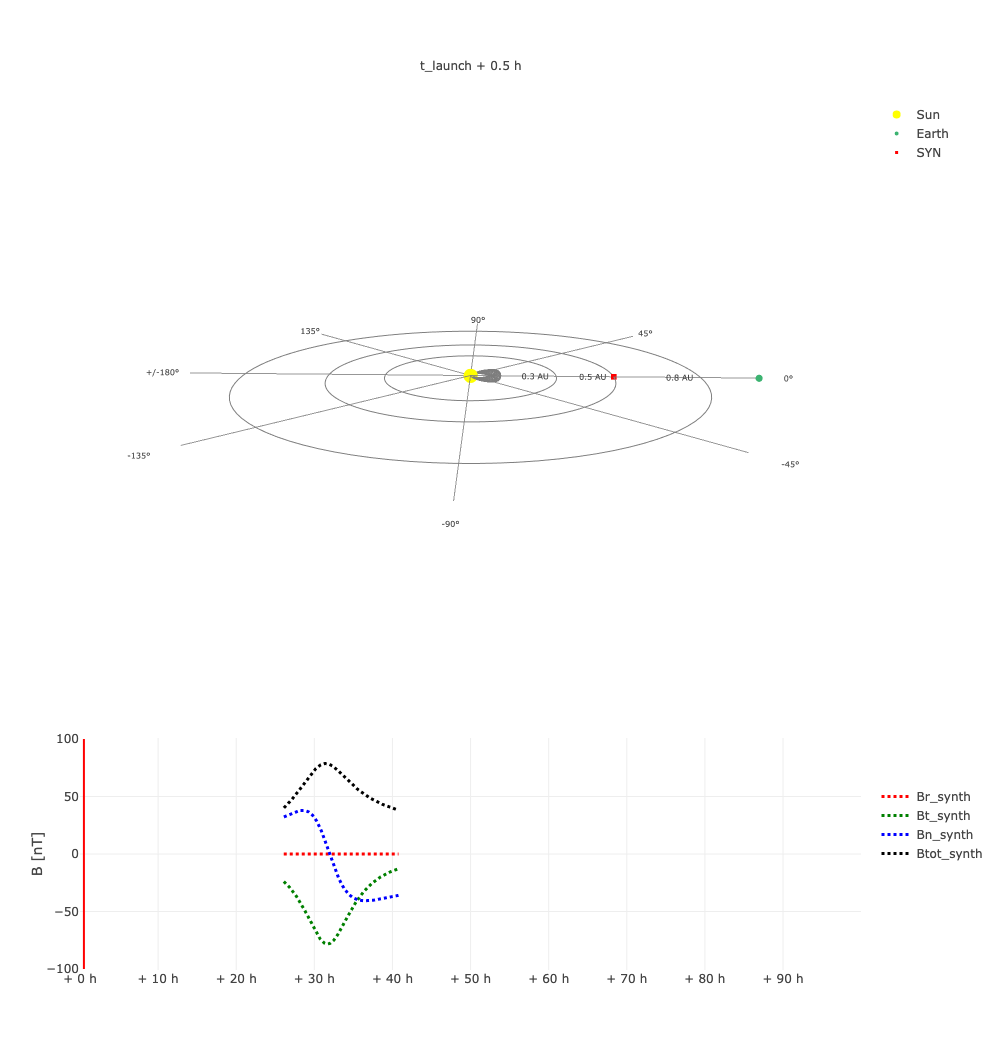 t_launch + 0.5 h
Sun
Earth
SYN
90°
135°
45°
+/-180°
0.3 AU
0.5 AU
0.8 AU
0°
-135°
-45°
-90°
100
50
0
−50
−100
B [nT]
+ 0 h
+ 10 h
+ 20 h
+ 30 h
+ 40 h
+ 50 h
+ 60 h
+ 70 h
+ 80 h
+ 90 h
Br_synth
Bt_synth
Bn_synth
Btot_synth